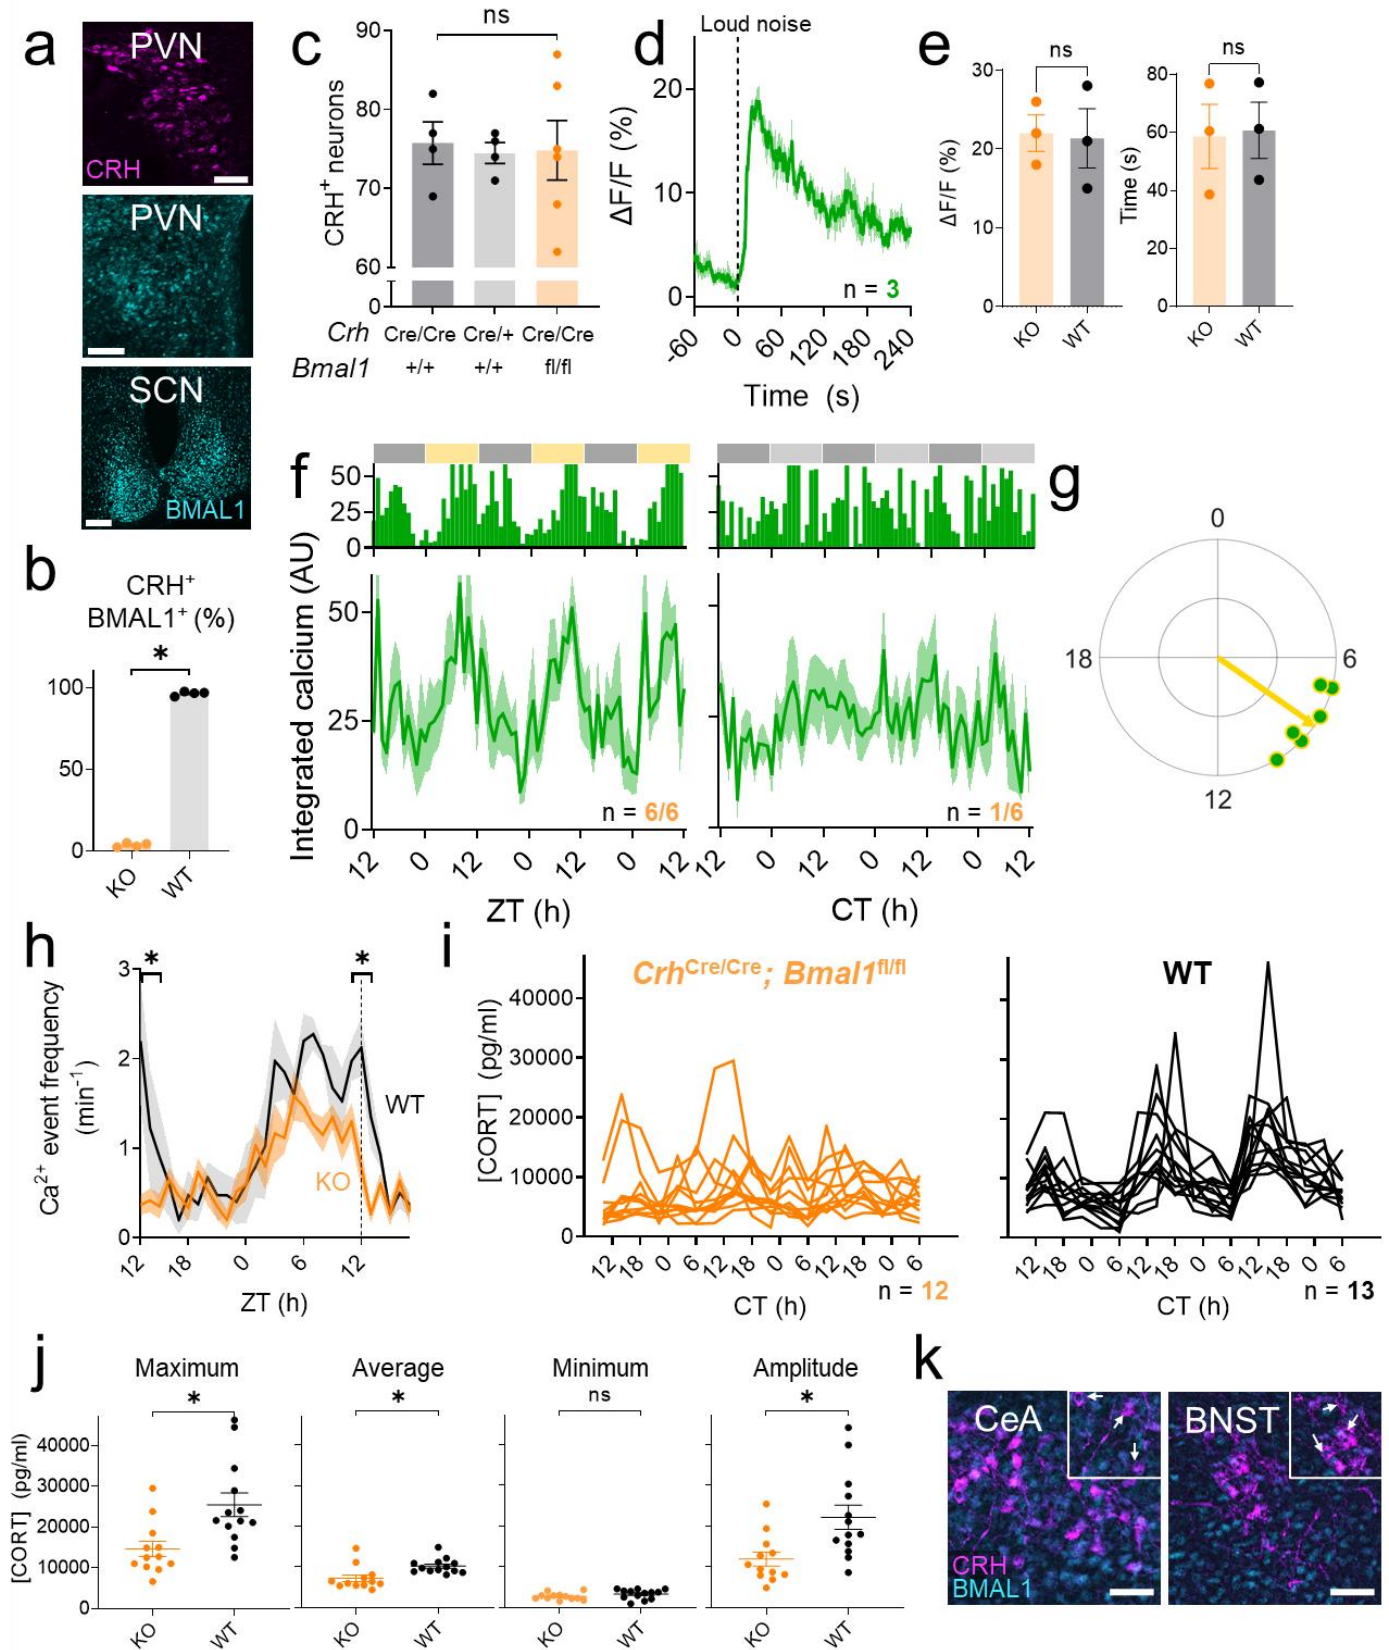 a
PVN
CRH
PVN
SCN
BMAL1
b
CRH+
BMAL1+ (%)
*
100
50
0
KO
WT
c
ns
CRH+ neurons
90
80
70
60
0
Crh Cre/Cre Cre/+ Cre/Cre
Bmal1 +/+ +/+ fl/fl
d
Loud noise
ΔF/F (%)
20
10
0
n = 3
-60 0 60 120 180 240
Time (s)
e
ns
ΔF/F (%)
30
20
10
0
KO WT
ns
Time (s)
80
60
40
20
0
KO WT
f
50
25
0
Integrated calcium (AU)
50
25
0
n = 6/6
12 0 12 0 12 0 12
ZT (h)
n = 1/6
12 0 12 0 12 0 12
CT (h)
g
0
18
6
12
h
* *
Ca2+ event frequency
(min-1)
3
2
1
0
WT
KO
12 18 0 6 12
ZT (h)
i
CrhCre/Cre; Bmal1fl/fl
[CORT] (pg/ml)
40000
30000
20000
10000
0
12 18 0 6 12 18 0 6 12 18 0 6
CT (h)
n = 12
WT
12 18 0 6 12 18 0 6 12 18 0 6
CT (h)
n = 13
j
Maximum
*
[CORT] (pg/ml)
40000
30000
20000
10000
0
KO WT
Average
*
KO WT
Minimum
ns
KO WT
Amplitude
*
KO WT
k
CeA
CRH
BMAL1
BNST